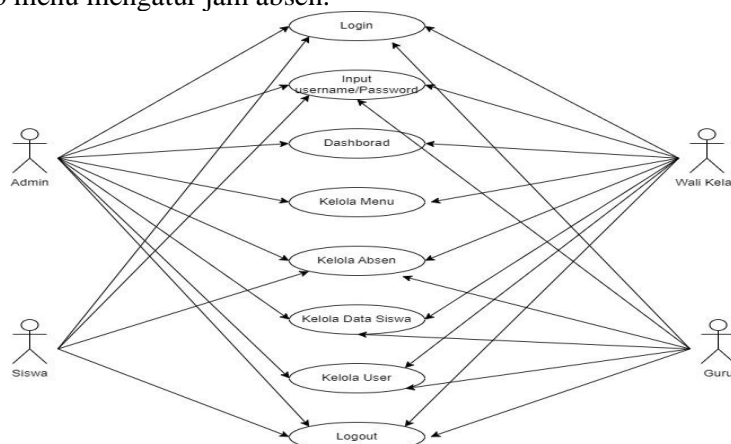 menu mengatur jam absen.
Login
Input
username/Password
Dashborad
Admin
Wali Kela
Kelola Menu
Kelola Absen
Kelola Data Siswa
Siswa
Guru
Kelola User
Logout